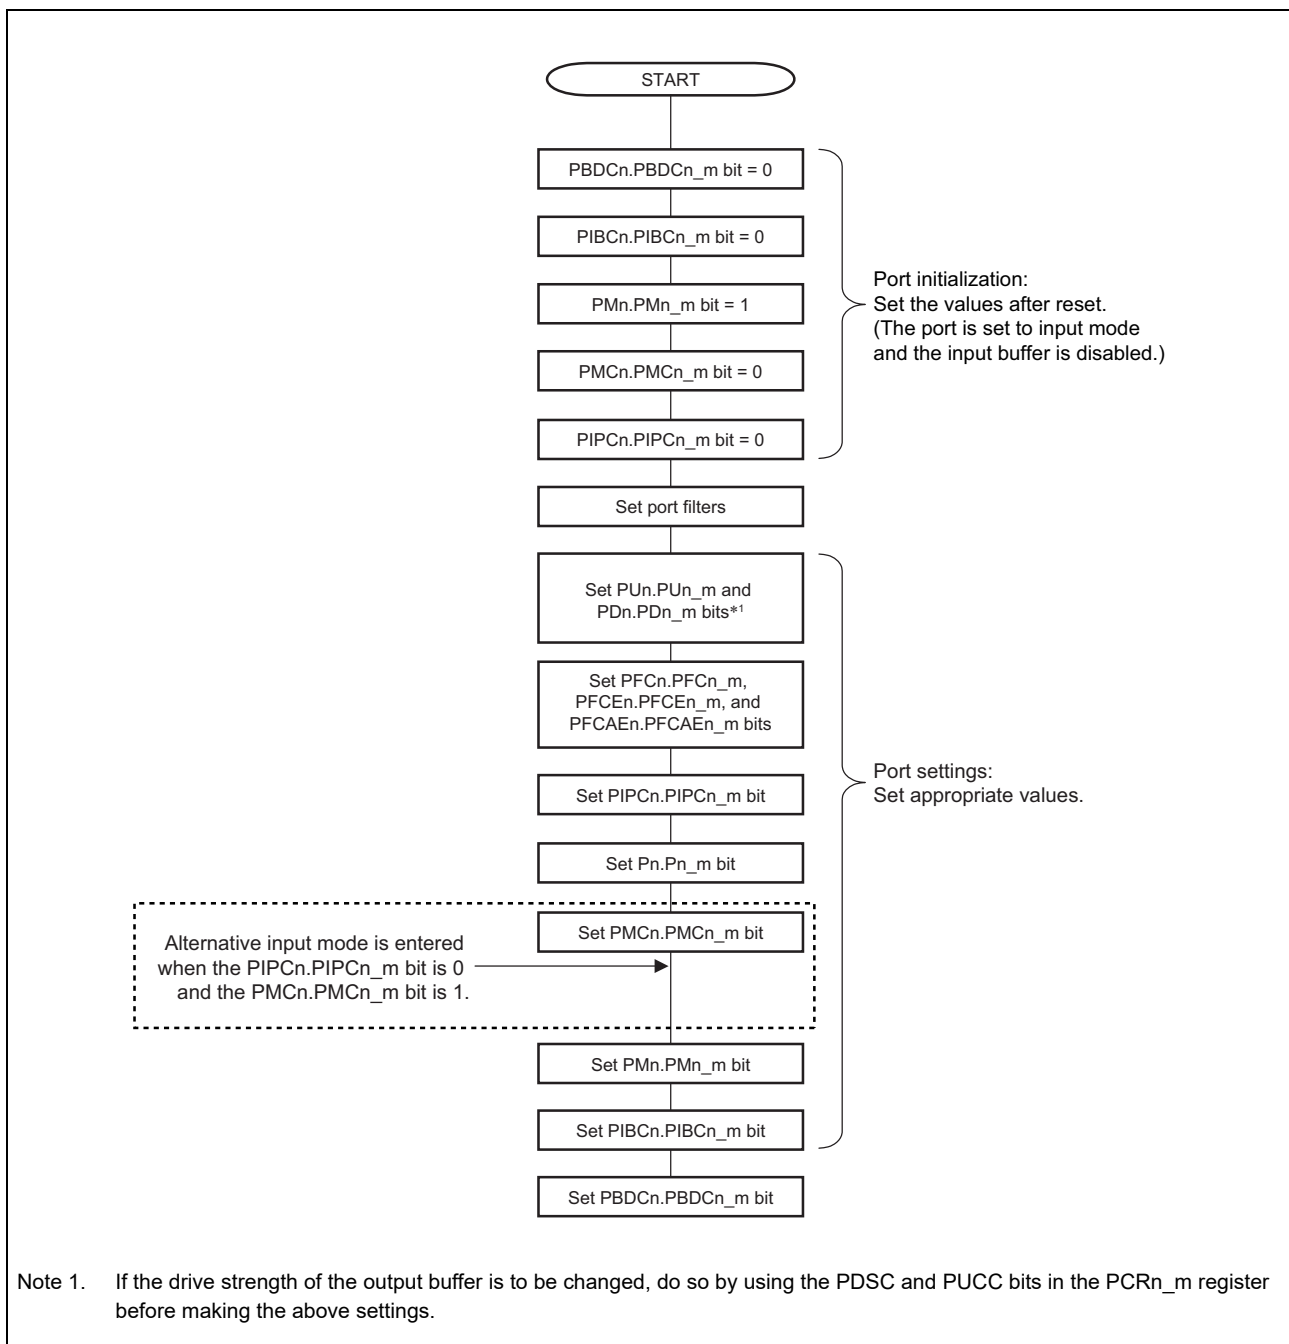 START
PBDCn.PBDCn_m bit = 0
PIBCn.PIBCn_m bit = 0
PMn.PMn_m bit = 1
PMCn.PMCn_m bit = 0
PIPCn.PIPCn_m bit = 0
Port initialization:
Set the values after reset.
(The port is set to input mode
and the input buffer is disabled.)
Set port filters
Set PUn.PUn_m and
PDn.PDn_m bits*1
Set PFCn.PFCn_m,
PFCEn.PFCEn_m, and
PFCAEn.PFCAEn_m bits
Set PIPCn.PIPCn_m bit
Port settings:
Set appropriate values.
Set Pn.Pn_m bit
Set PMCn.PMCn_m bit
Alternative input mode is entered
when the PIPCn.PIPCn_m bit is 0
and the PMCn.PMCn_m bit is 1.
Set PMn.PMn_m bit
Set PIBCn.PIBCn_m bit
Set PBDCn.PBDCn_m bit
Note 1. If the drive strength of the output buffer is to be changed, do so by using the PDSC and PUCC bits in the PCRn_m register
before making the above settings.